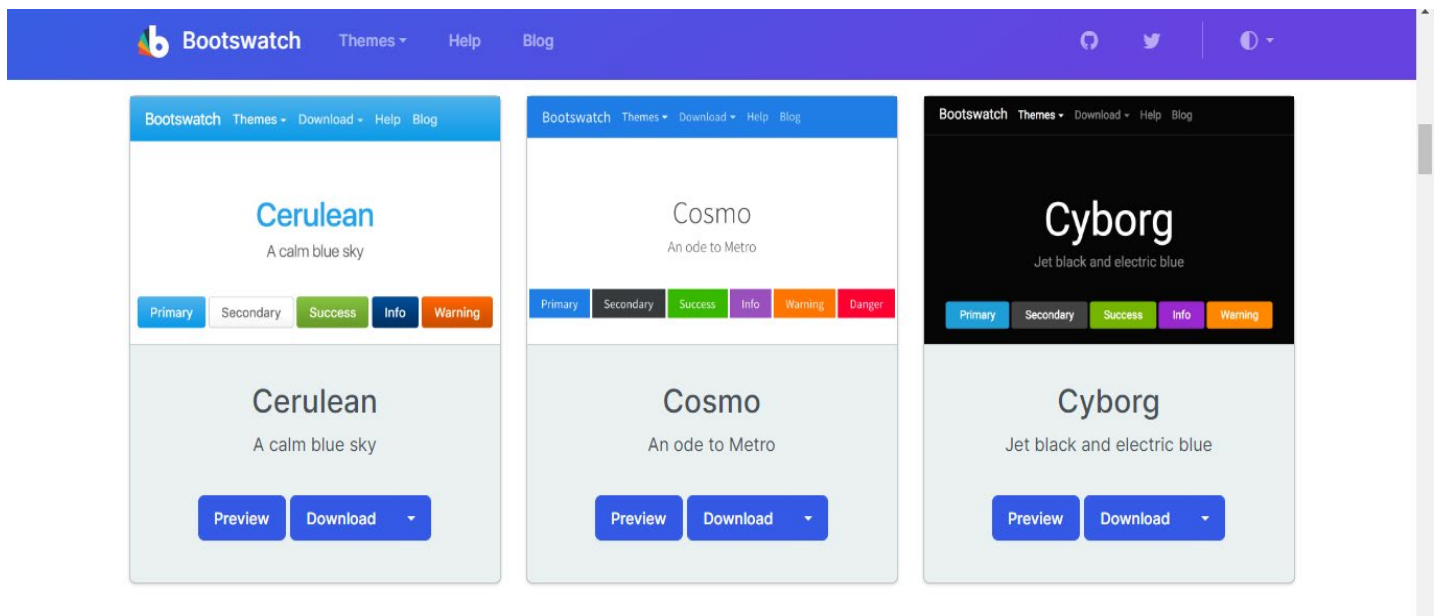 Bootswatch Themes Help Blog
Bootswatch Themes Download Help Blog
Cerulean
A calm blue sky
Primary Secondary Success Info Warning
Cerulean
A calm blue sky
Preview Download
Bootswatch Themes Download Help Blog
Cosmo
An ode to Metro
Primary Secondary Success Info Warning Danger
Cosmo
An ode to Metro
Preview Download
Bootswatch Themes Download Help Blog
Cyborg
Jet black and electric blue
Primary Secondary Success Info Warning
Cyborg
Jet black and electric blue
Preview Download